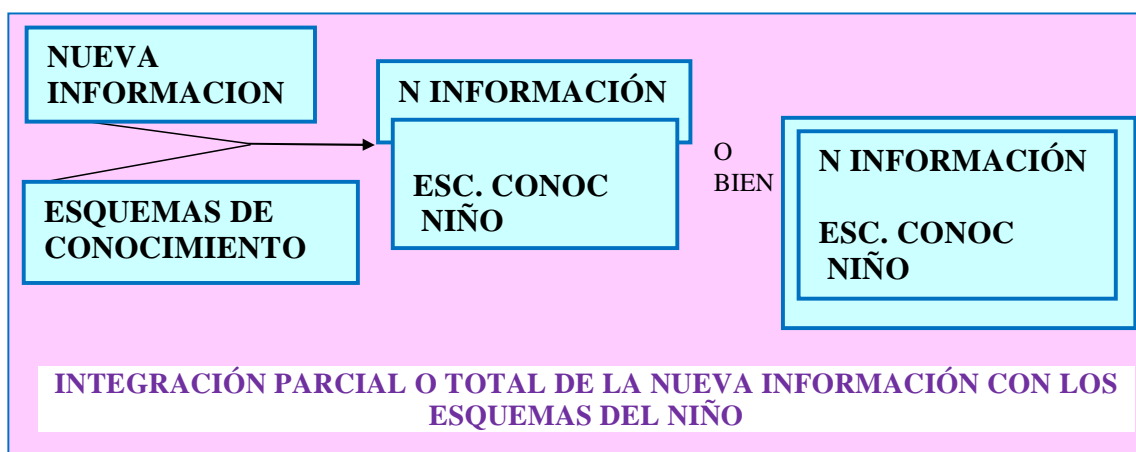 NUEVA
INFORMACION
ESQUEMAS DE
CONOCIMIENTO
N INFORMACIÓN
ESC. CONOC
NIÑO
O
BIEN
N INFORMACIÓN
ESC. CONOC
NIÑO
INTEGRACIÓN PARCIAL O TOTAL DE LA NUEVA INFORMACIÓN CON LOS
ESQUEMAS DEL NIÑO